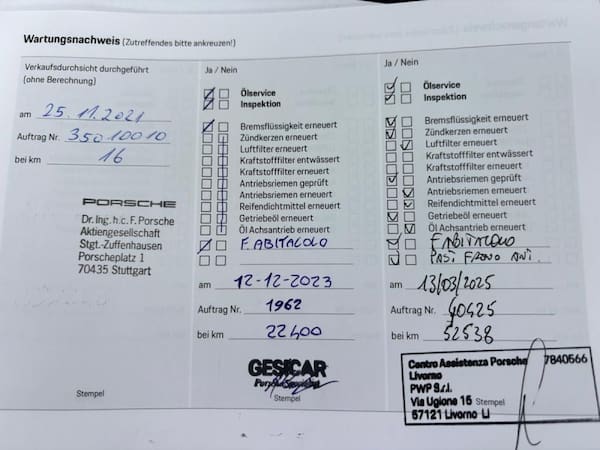 Wartungsnachweis (Zutreffendes bitte ankreuzen!)
Verkaufsdurchsicht durchgeführt
(ohne Berechnung)
am 25.11.2021
Auftrag Nr. 35010010
bei km 16
PORSCHE
Dr. Ing. h.c. F. Porsche
Aktiengesellschaft
Stgt.-Zuffenhausen
Porscheplatz 1
70435 Stuttgart
Stempel
Ja / Nein
Ölservice
Inspektion
Bremsflüssigkeit erneuert
Zündkerzen erneuert
Luftfilter erneuert
Kraftstofffilter entwässert
Kraftstofffilter erneuert
Antriebsriemen geprüft
Antriebsriemen erneuert
Reifendichtmittel erneuert
Getriebeöl erneuert
Öl Achsantrieb erneuert
F. ABITACOLO
am 12-12-2023
Auftrag Nr. 1962
bei km 22400
GESICAR
Stempel
Ja / Nein
Ölservice
Inspektion
Bremsflüssigkeit erneuert
Zündkerzen erneuert
Luftfilter erneuert
Kraftstofffilter entwässert
Kraftstofffilter erneuert
Antriebsriemen geprüft
Antriebsriemen erneuert
Reifendichtmittel erneuert
Getriebeöl erneuert
Öl Achsantrieb erneuert
F ABITACOLO
PAST FRENO ANT.
am 13/03/2025
Auftrag Nr. 40425
bei km 52538
Centro Assistenza Porsche 7840566
Livorno
PWP S.r.l.
Via Ugione 15 Stempel
57121 Livorno LI